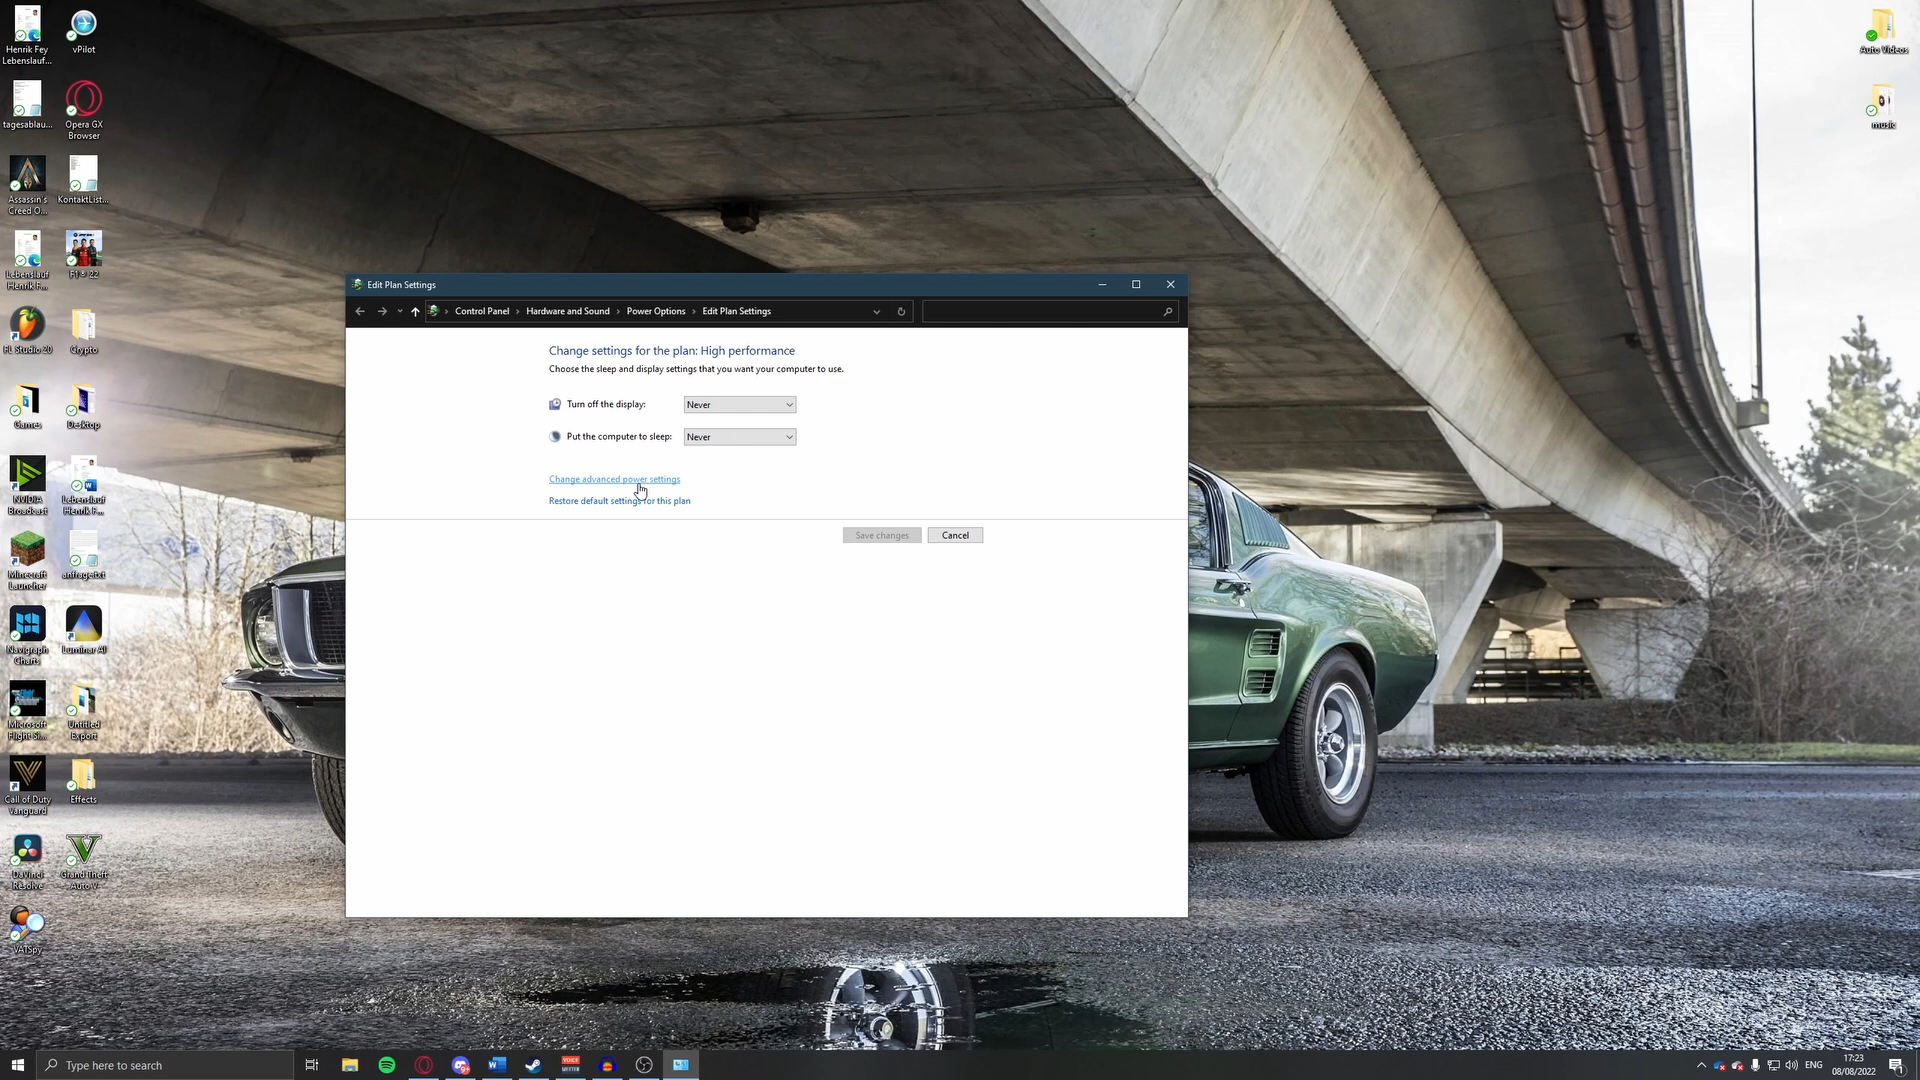 Henrik Fey
Lebenslauf...
vPilot
tagesablau...
Opera GX
Browser
Assassin's
Creed O...
KontaktList...
Lebenslauf
Henrik F...
F1® 22
FL Studio 20
Crypto
Games
Desktop
NVIDIA
Broadcast
Lebenslauf
Henrik F...
Minecraft
Launcher
anfragetxt
Navigraph
Charts
Luminar AI
Microsoft
Flight Si...
Untitled
Export
Call of Duty
Vanguard
Effects
DaVinci
Resolve
Grand Theft
Auto V
VATSpy
Auto Videos
music
Edit Plan Settings
Control Panel > Hardware and Sound > Power Options > Edit Plan Settings
Change settings for the plan: High performance
Choose the sleep and display settings that you want your computer to use.
Turn off the display: Never
Put the computer to sleep: Never
Change advanced power settings
Restore default settings for this plan
Save changes Cancel
Type here to search
ENG
17:23
08/08/2022